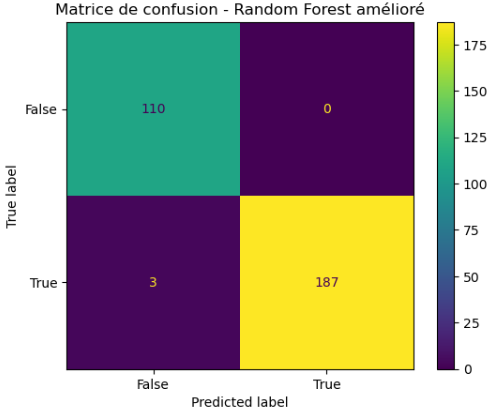 Matrice de confusion - Random Forest amélioré
True label
False
110
0
True
3
187
False
True
Predicted label
175
150
125
100
75
50
25
0